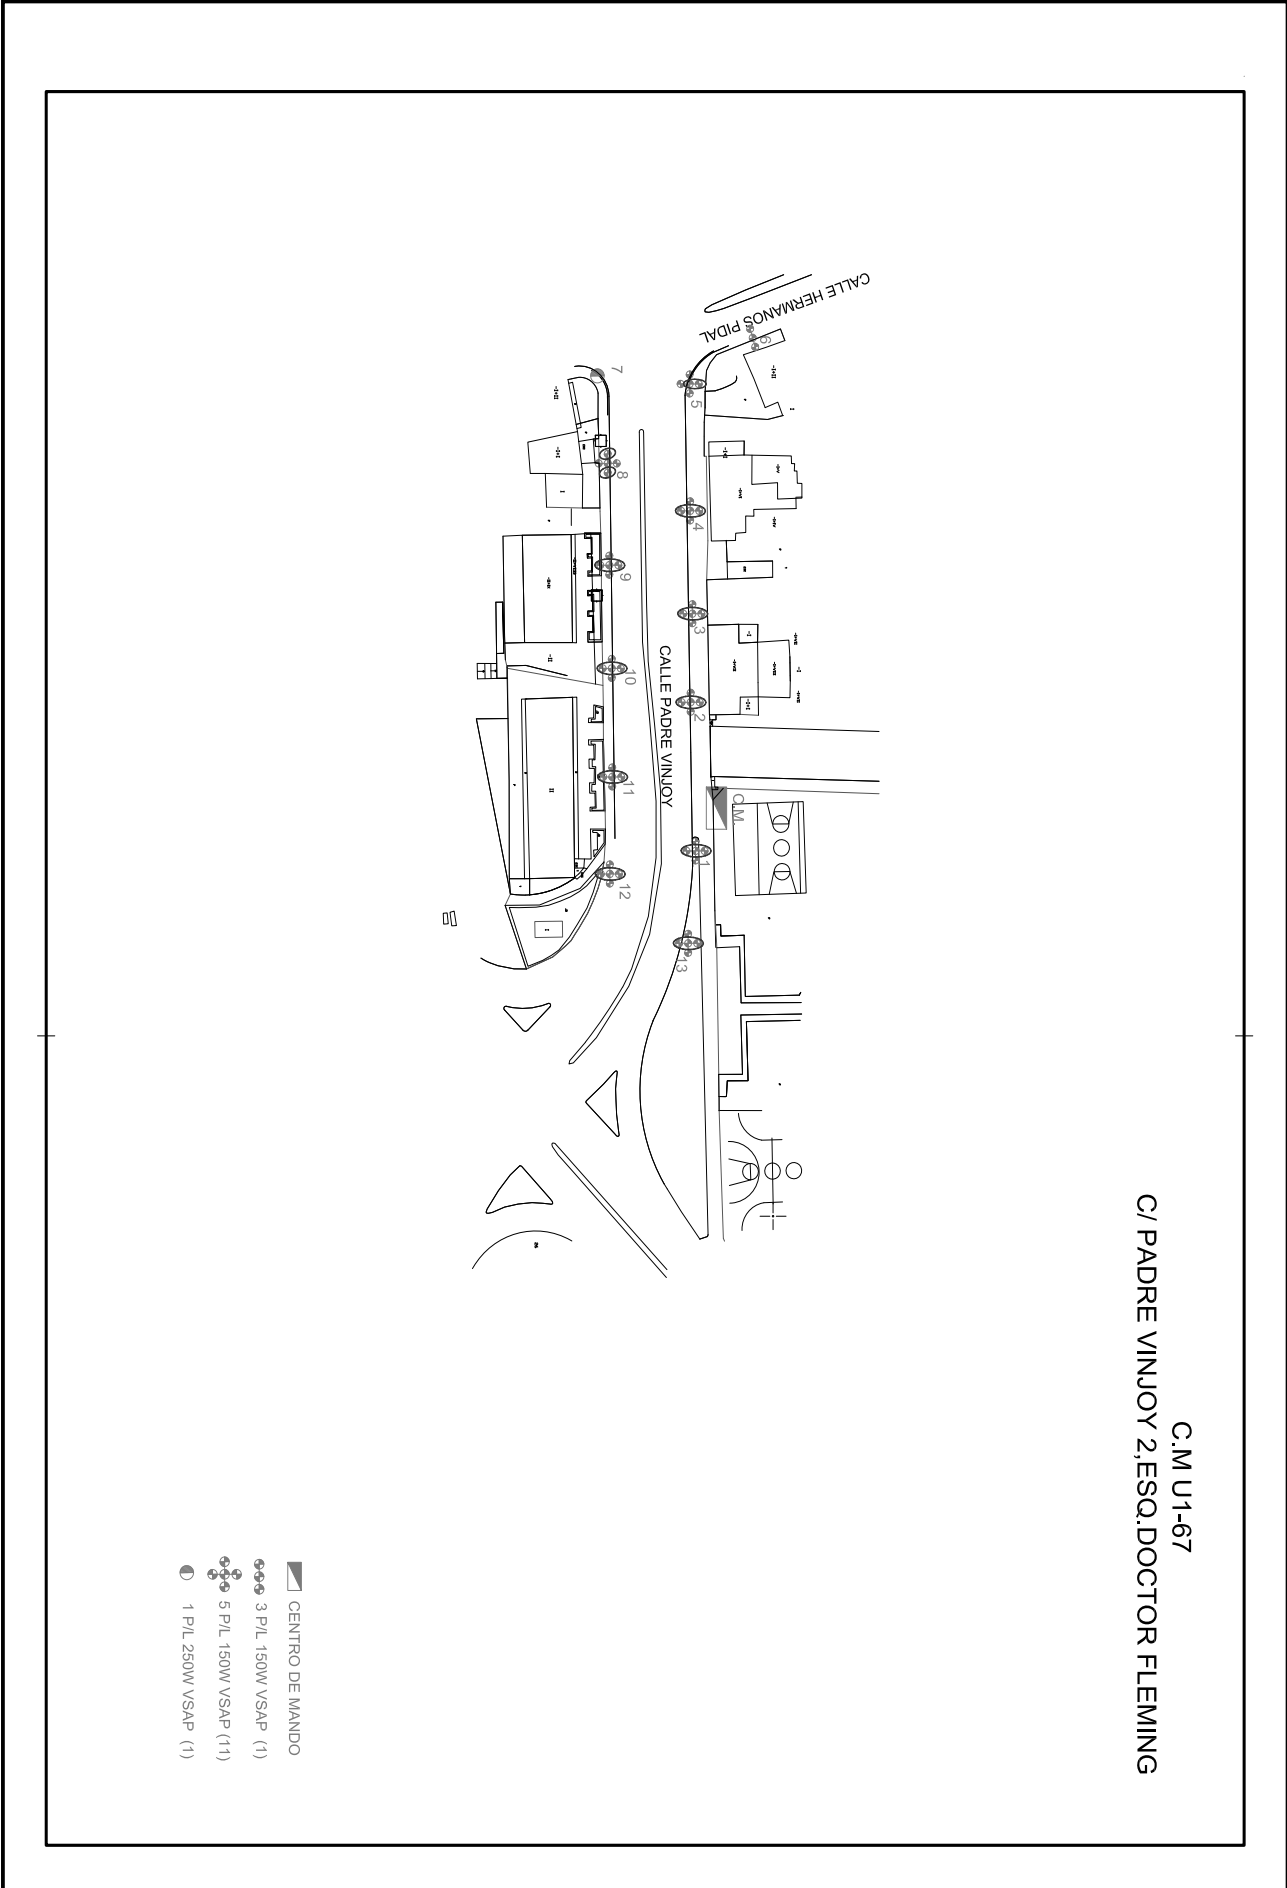 C.M U1-67
C/ PADRE VINJOY 2,ESQ.DOCTOR FLEMING
CALLE HERMANOS PIDAL
CALLE PADRE VINJOY
C.M.
6
5
4
3
2
1
13
7
8
9
10
11
12
CENTRO DE MANDO
3 P/L 150W VSAP (1)
5 P/L 150W VSAP (11)
1 P/L 250W VSAP (1)